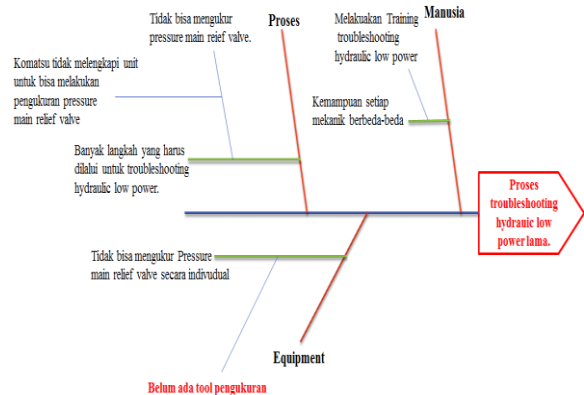 Tidak bisa mengukur
pressure main reief valve.
Proses
Melakuakan Training
troubleshooting
hydraulic low power
Manusia
Komatsu tidak melengkapi unit
untuk bisa melakukan
pengukuran pressure
main relief valve
Kemampuan setiap
mekanik berbeda-beda
Banyak langkah yang harus
dilalui untuk troubleshooting
hydraulic low power.
Proses
troubleshooting
hydrauic low
power lama.
Tidak bisa mengukur Pressure
main relief valve secara indivudual
Equipment
Belum ada tool pengukuran